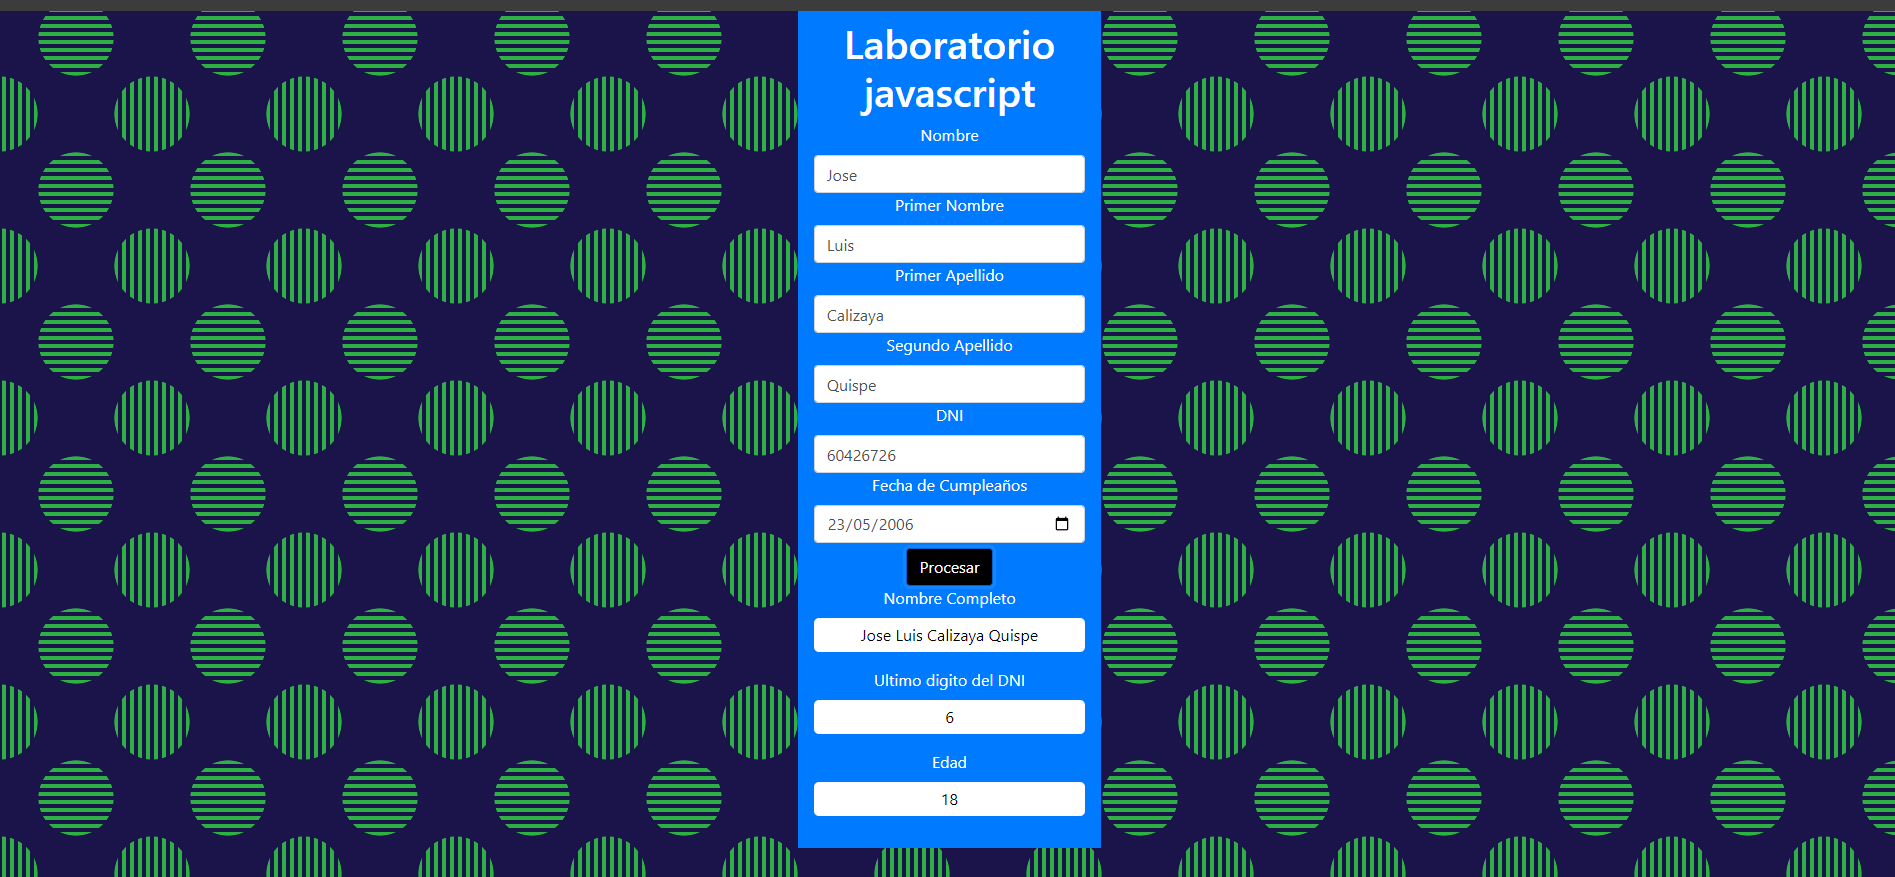 Laboratorio
javascript
Nombre
Jose
Primer Nombre
Luis
Primer Apellido
Calizaya
Segundo Apellido
Quispe
DNI
60426726
Fecha de Cumpleaños
23/05/2006
Procesar
Nombre Completo
Jose Luis Calizaya Quispe
Ultimo digito del DNI
6
Edad
18